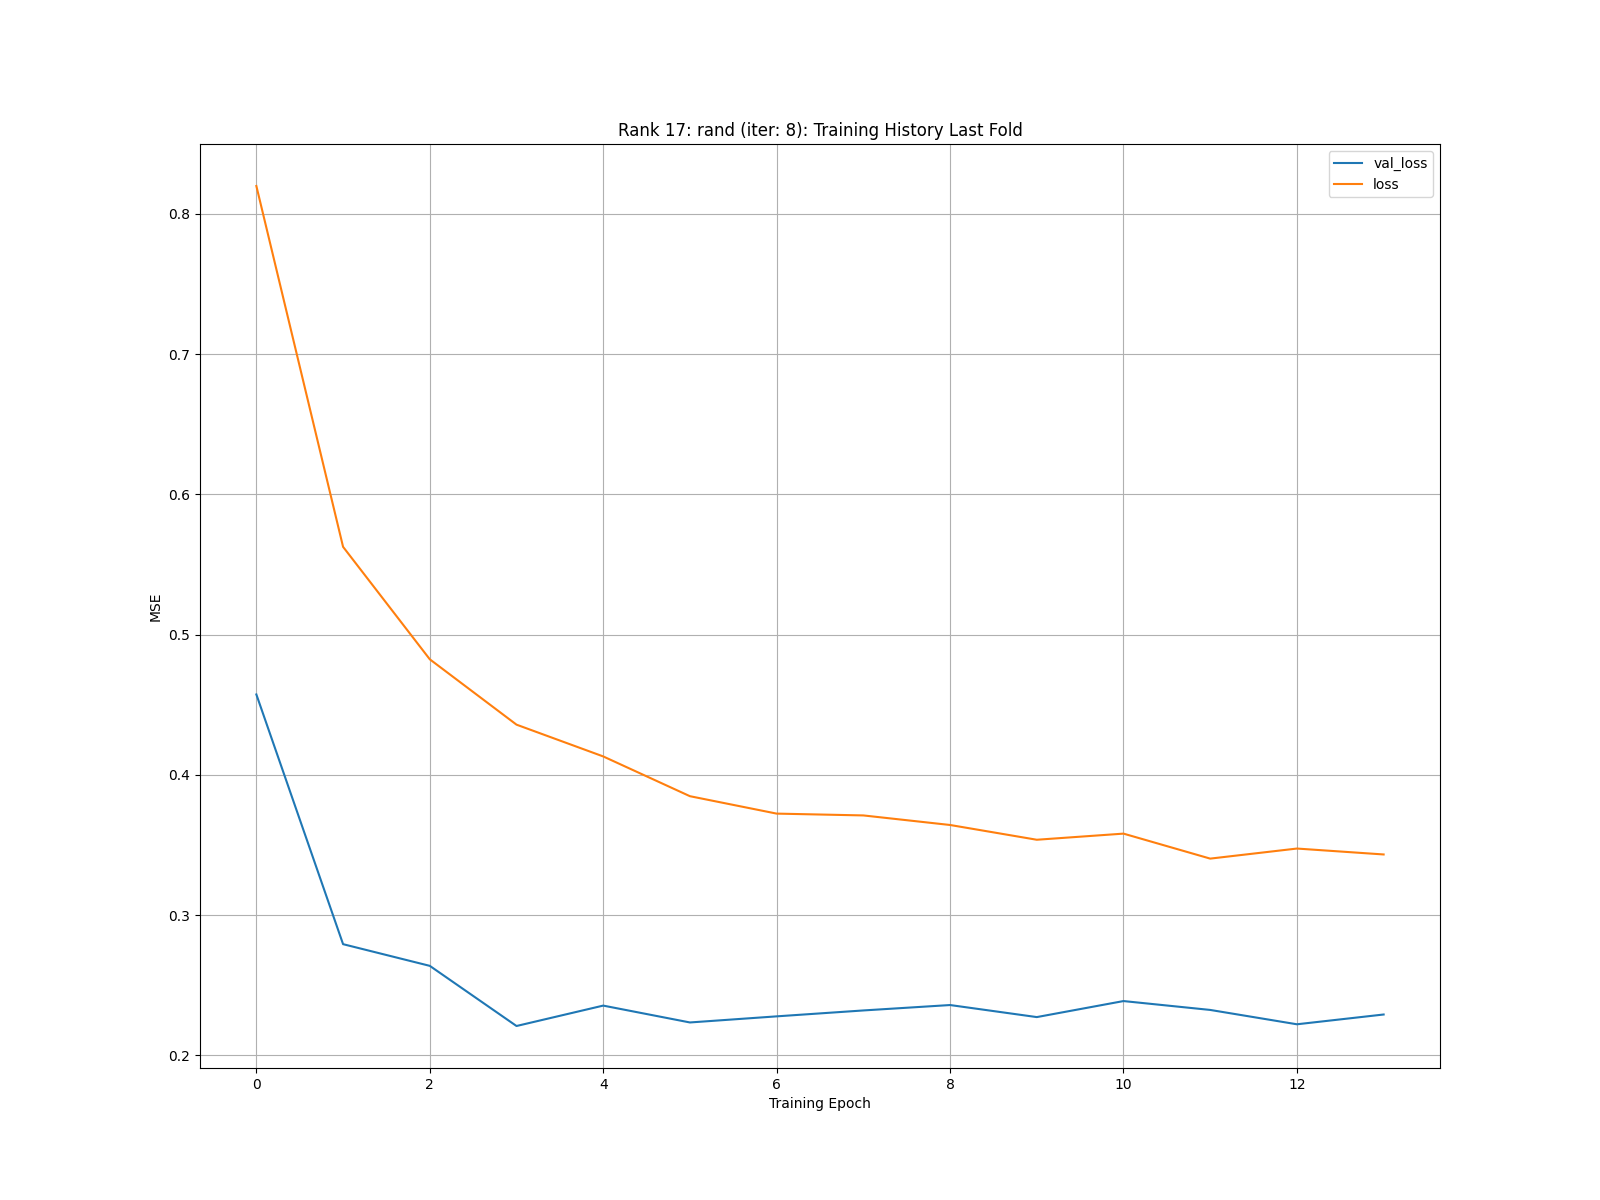 Rank 17: rand (iter: 8): Training History Last Fold
val_loss
loss
MSE
0.8
0.7
0.6
0.5
0.4
0.3
0.2
0 2 4 6 8 10 12
Training Epoch